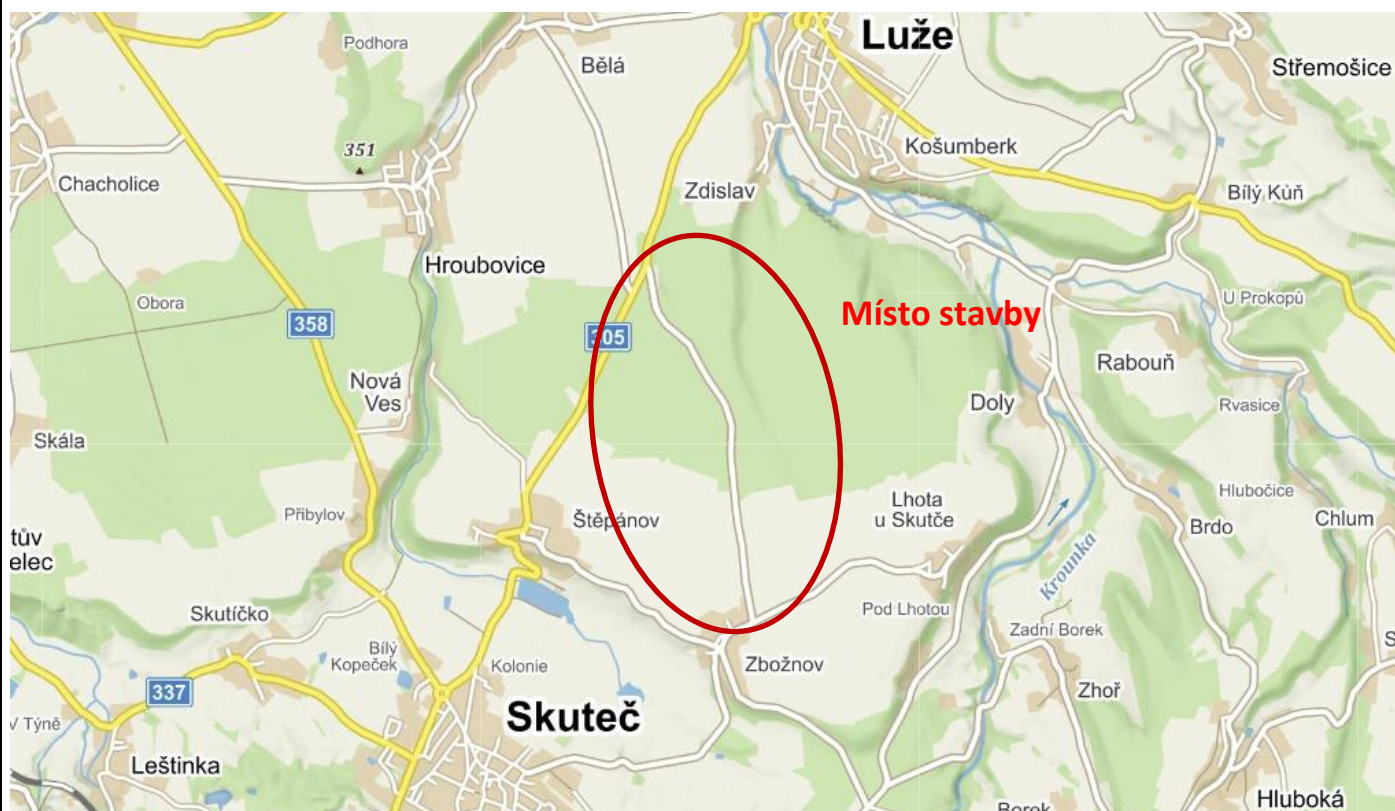 Luže
Podhora
Bělá
Střemošice
351
Košumberk
Chacholice
Zdislav
Bílý Kůň
Hroubovice
Obora
U Prokopů
358
Místo stavby
305
Rabouň
Nová
Ves
Doly
Rvasice
Skála
Lhota
u Skutče
Hlubočice
Přibylov
Štěpánov
Chlum
Brdo
tův
elec
Krounka
Skutíčko
Pod Lhotou
Zadní Borek
S
Bílý
Kopeček
Kolonie
Zbožnov
337
Zhoř
Skuteč
V Týně
Leštinka
Hluboká
Borek